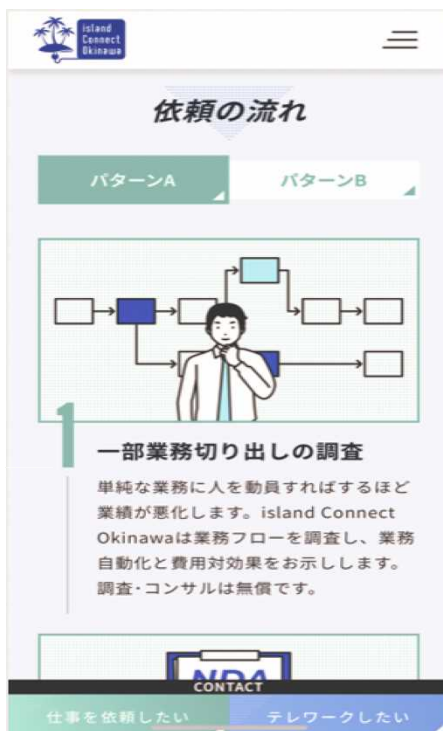 island
Connect
Okinawa
依頼の流れ
パターンA
パターンB
1
一部業務切り出しの調査
単純な業務に人を動員すればするほど
業績が悪化します。island Connect
Okinawaは業務フローを調査し、業務
自動化と費用対効果をお示しします。
調査・コンサルは無償です。
NDA
CONTACT
仕事を依頼したい
テレワークしたい